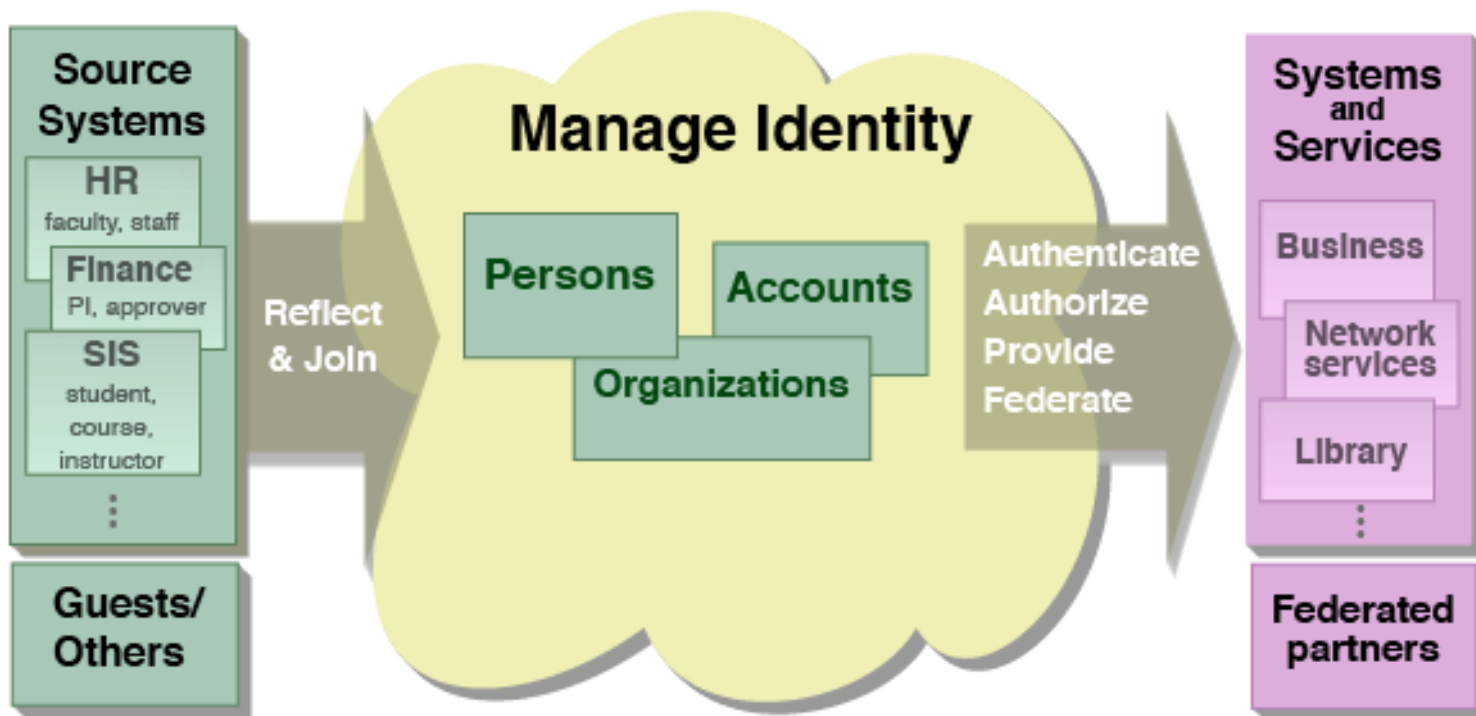 Source
Systems
HR
faculty, staff
Finance
PI, approver
SIS
student,
course,
instructor
Guests/
Others
Reflect
& Join
Manage Identity
Persons
Accounts
Organizations
Authenticate
Authorize
Provide
Federate
Systems
and
Services
Business
Network
services
Library
Federated
partners